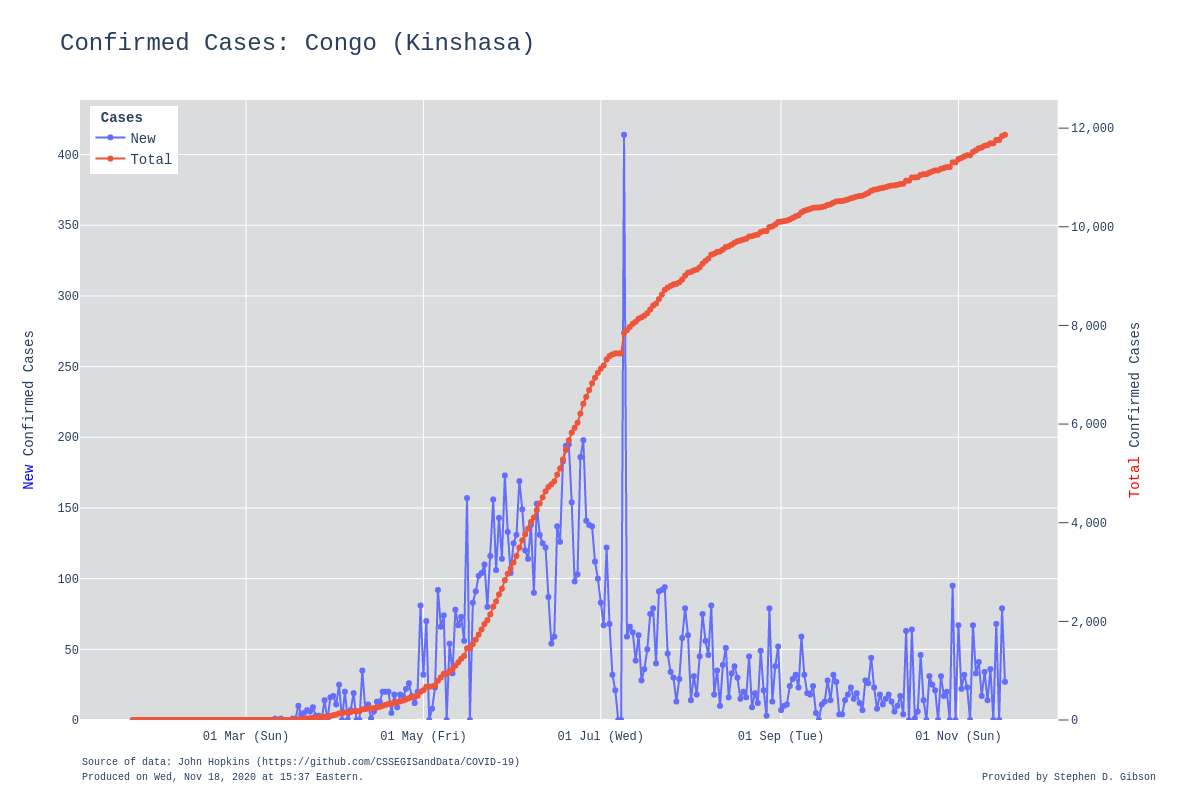 Confirmed Cases: Congo (Kinshasa)
Cases
New
Total
400
350
300
250
200
150
100
50
0
12,000
10,000
8,000
6,000
4,000
2,000
0
New Confirmed Cases
Total Confirmed Cases
01 Mar (Sun)
01 May (Fri)
01 Jul (Wed)
01 Sep (Tue)
01 Nov (Sun)
Source of data: John Hopkins (https://github.com/CSSEGISandData/COVID-19)
Produced on Wed, Nov 18, 2020 at 15:37 Eastern.
Provided by Stephen D. Gibson